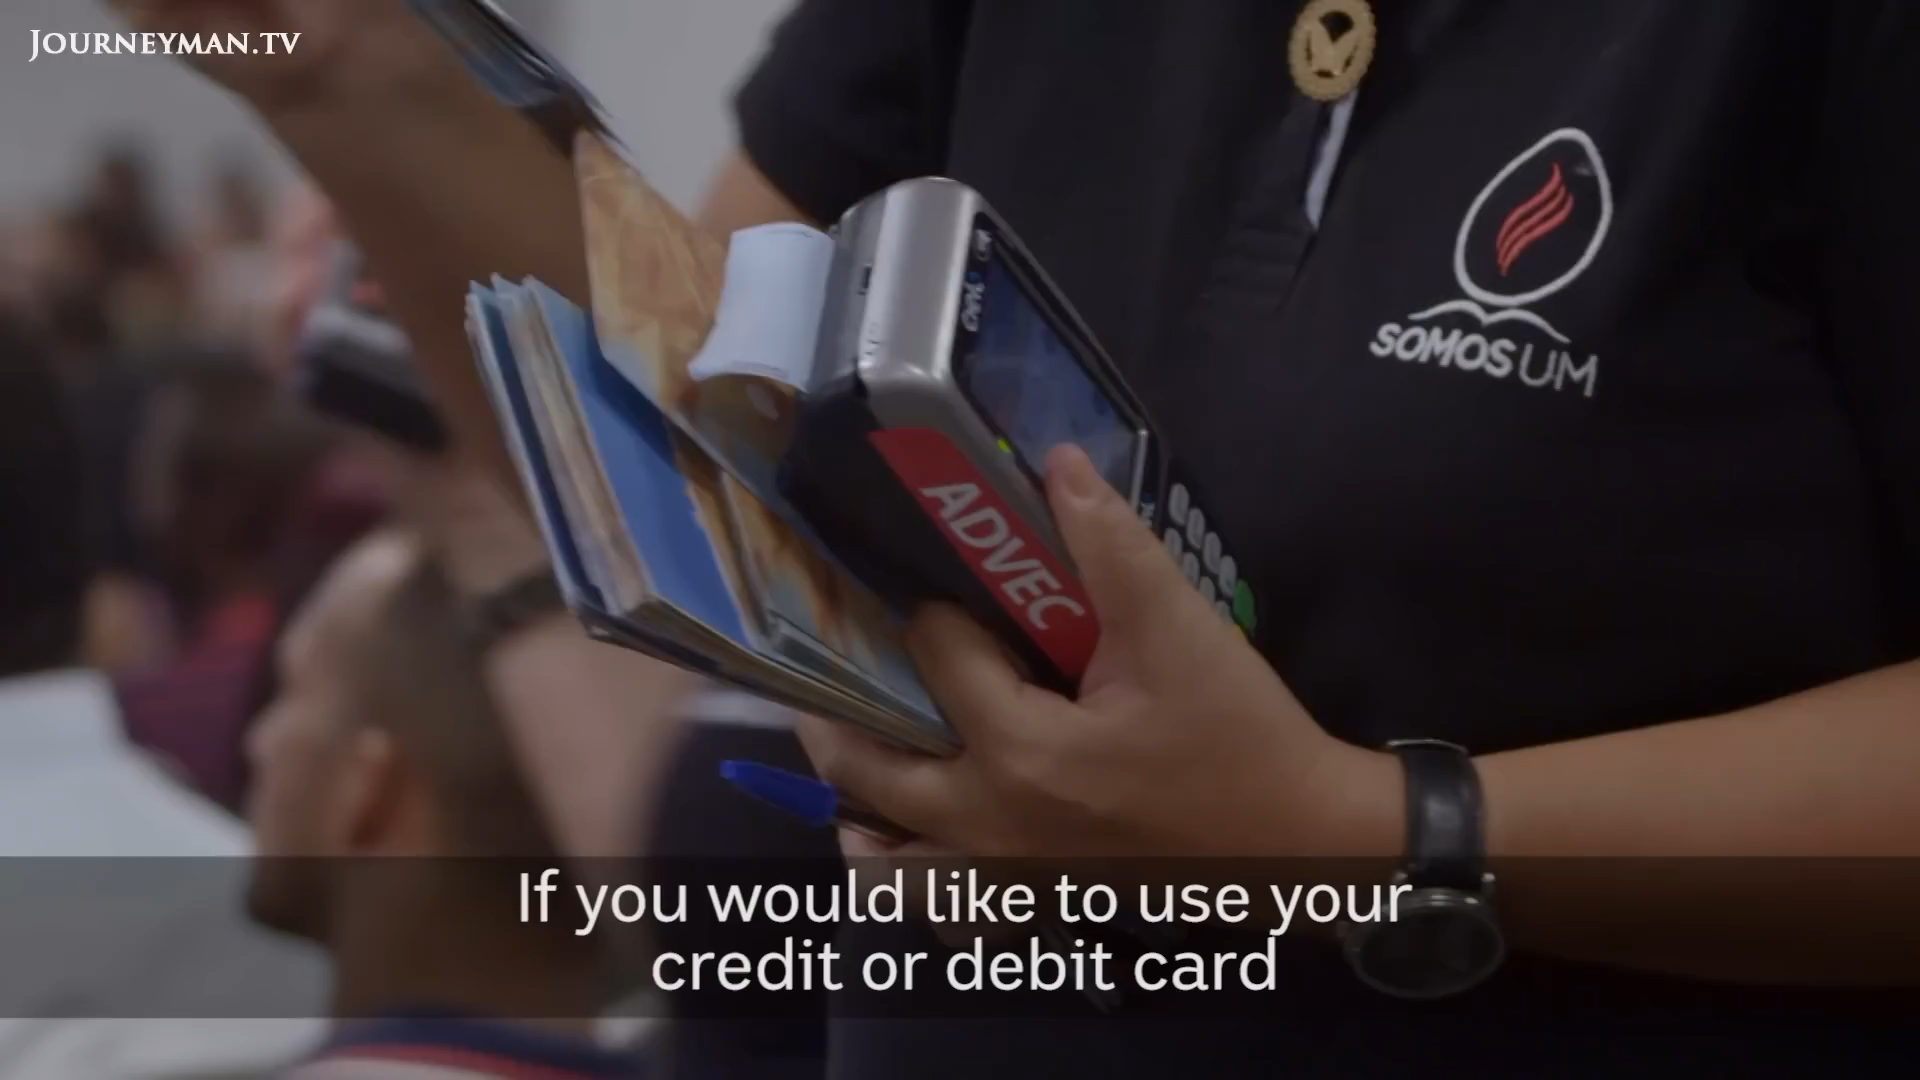 JOURNEYMAN.TV
SOMOS UM
ADVEC
If you would like to use your
credit or debit card